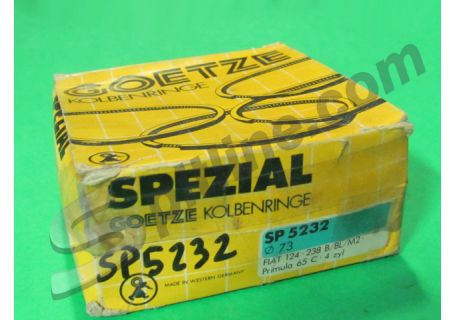 GOETZE
KOLBENRINGE
SPEZIAL
SPEZIAL
GOETZE KOLBENRINGE
SP5232
MADE IN WESTERN GERMANY
SP 5232
Ø 73
FIAT 124 - 238 B/BL/M2
Primula 65 C - 4 zyl